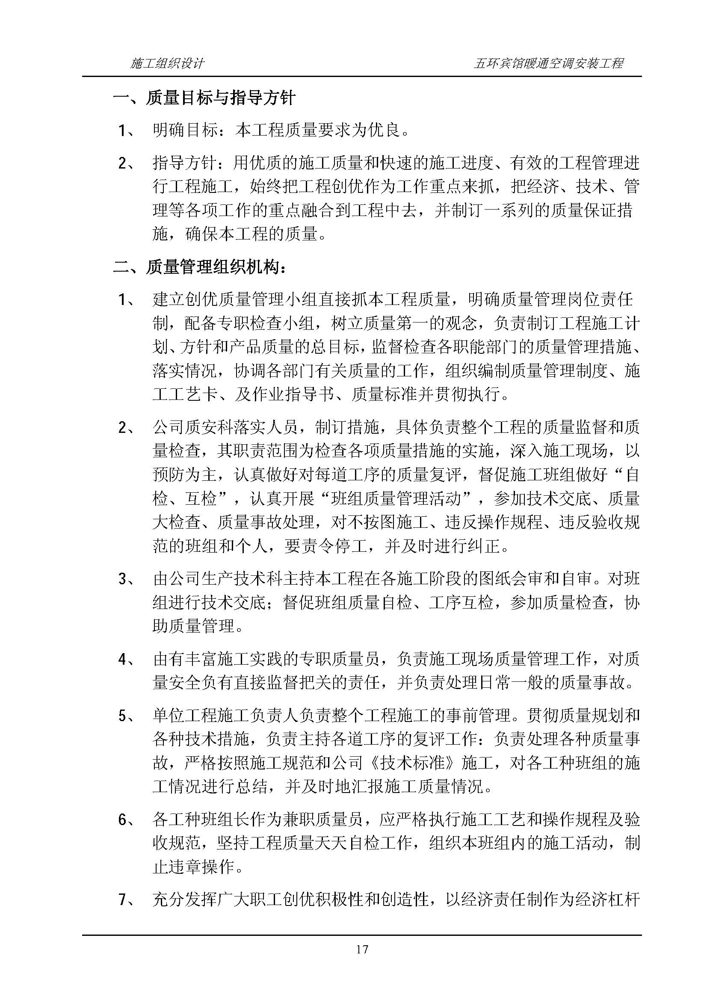 施工组织设计 五环宾馆暖通空调安装工程
一、质量目标与指导方针
1、 明确目标：本工程质量要求为优良。
2、 指导方针：用优质的施工质量和快速的施工进度、有效的工程管理进
行工程施工，始终把工程创优作为工作重点来抓，把经济、技术、管
理等各项工作的重点融合到工程中去，并制订一系列的质量保证措
施，确保本工程的质量。
二、质量管理组织机构：
1、 建立创优质量管理小组直接抓本工程质量，明确质量管理岗位责任
制，配备专职检查小组，树立质量第一的观念，负责制订工程施工计
划、方针和产品质量的总目标，监督检查各职能部门的质量管理措施、
落实情况，协调各部门有关质量的工作，组织编制质量管理制度、施
工工艺卡、及作业指导书、质量标准并贯彻执行。
2、 公司质安科落实人员，制订措施，具体负责整个工程的质量监督和质
量检查，其职责范围为检查各项质量措施的实施，深入施工现场，以
预防为主，认真做好对每道工序的质量复评，督促施工班组做好“自
检、互检”，认真开展“班组质量管理活动”，参加技术交底、质量
大检查、质量事故处理，对不按图施工、违反操作规程、违反验收规
范的班组和个人，要责令停工，并及时进行纠正。
3、 由公司生产技术科主持本工程在各施工阶段的图纸会审和自审。对班
组进行技术交底；督促班组质量自检、工序互检，参加质量检查，协
助质量管理。
4、 由有丰富施工实践的专职质量员，负责施工现场质量管理工作，对质
量安全负有直接监督把关的责任，并负责处理日常一般的质量事故。
5、 单位工程施工负责人负责整个工程施工的事前管理。贯彻质量规划和
各种技术措施，负责主持各道工序的复评工作：负责处理各种质量事
故，严格按照施工规范和公司《技术标准》施工，对各工种班组的施
工情况进行总结，并及时地汇报施工质量情况。
6、 各工种班组长作为兼职质量员，应严格执行施工工艺和操作规程及验
收规范，坚持工程质量天天自检工作，组织本班组内的施工活动，制
止违章操作。
7、 充分发挥广大职工创优积极性和创造性，以经济责任制作为经济杠杆
17